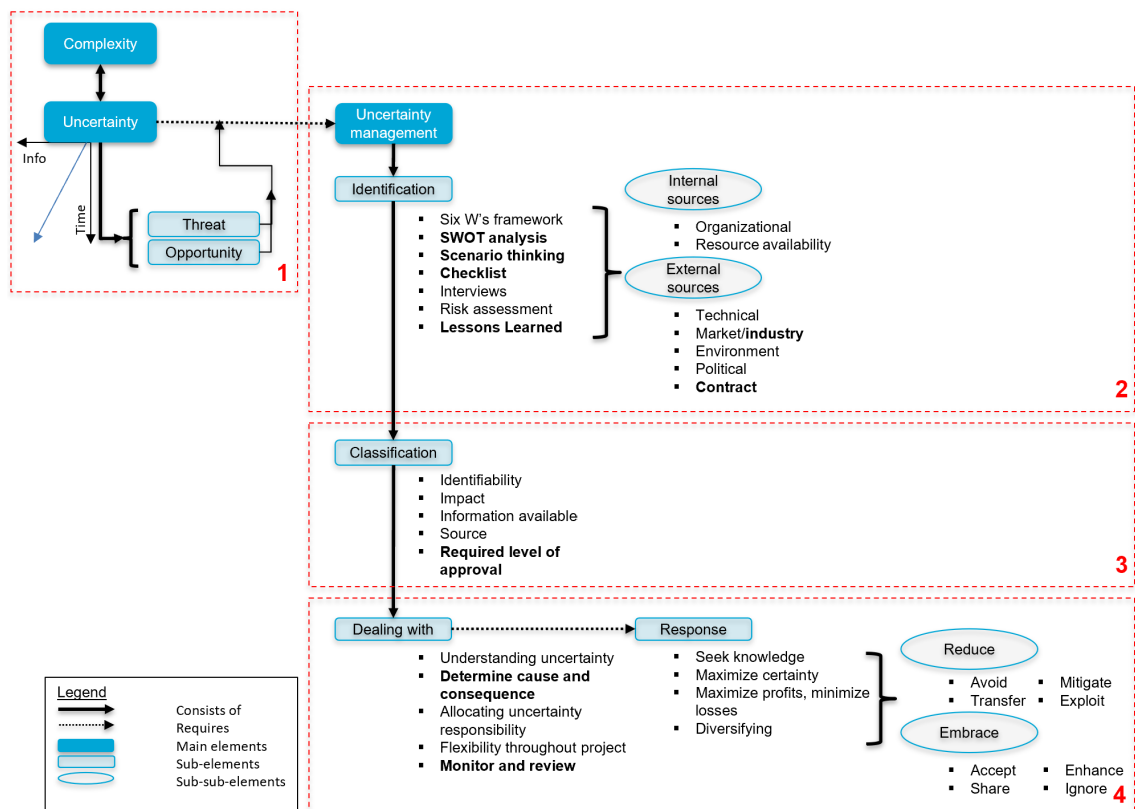 Complexity
Uncertainty
Info
Time
Threat
Opportunity
1
Uncertainty
management
Identification
▪ Six W's framework
▪ SWOT analysis
▪ Scenario thinking
▪ Checklist
▪ Interviews
▪ Risk assessment
▪ Lessons Learned
Internal
sources
▪ Organizational
▪ Resource availability
External
sources
▪ Technical
▪ Market/industry
▪ Environment
▪ Political
▪ Contract
2
Classification
▪ Identifiability
▪ Impact
▪ Information available
▪ Source
▪ Required level of
approval
3
Dealing with
▪ Understanding uncertainty
▪ Determine cause and
consequence
▪ Allocating uncertainty
responsibility
▪ Flexibility throughout project
▪ Monitor and review
Response
▪ Seek knowledge
▪ Maximize certainty
▪ Maximize profits, minimize
losses
▪ Diversifying
Reduce
▪ Avoid ▪ Mitigate
▪ Transfer ▪ Exploit
Embrace
▪ Accept ▪ Enhance
▪ Share ▪ Ignore
4
Legend
Consists of
Requires
Main elements
Sub-elements
Sub-sub-elements